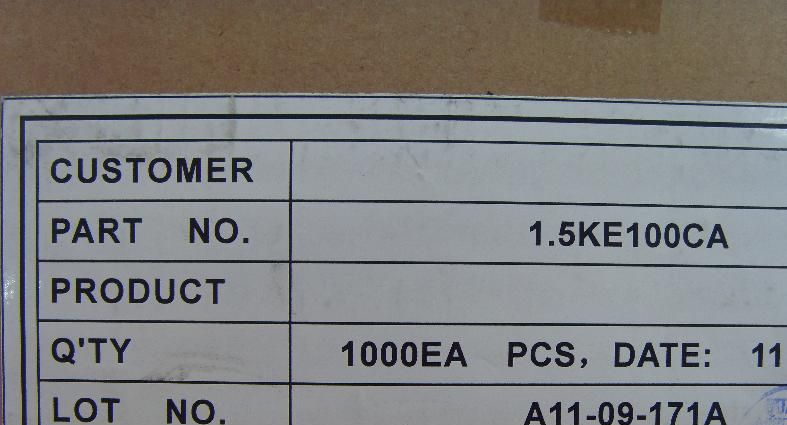 CUSTOMER
PART NO. 1.5KE100CA
PRODUCT
Q'TY 1000EA PCS, DATE: 11
LOT NO. A11-09-171A